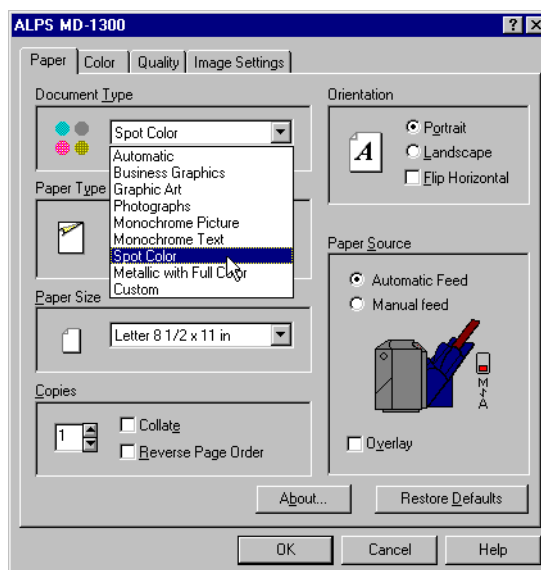 ALPS MD-1300
Paper Color Quality Image Settings
Document Type
Spot Color
Automatic
Business Graphics
Graphic Art
Photographs
Monochrome Picture
Monochrome Text
Spot Color
Metallic with Full Color
Custom
Paper Type
Paper Size
Letter 8 1/2 x 11 in
Copies
1
Collate
Reverse Page Order
Orientation
A
Portrait
Landscape
Flip Horizontal
Paper Source
Automatic Feed
Manual feed
M
A
Overlay
About... Restore Defaults
OK Cancel Help